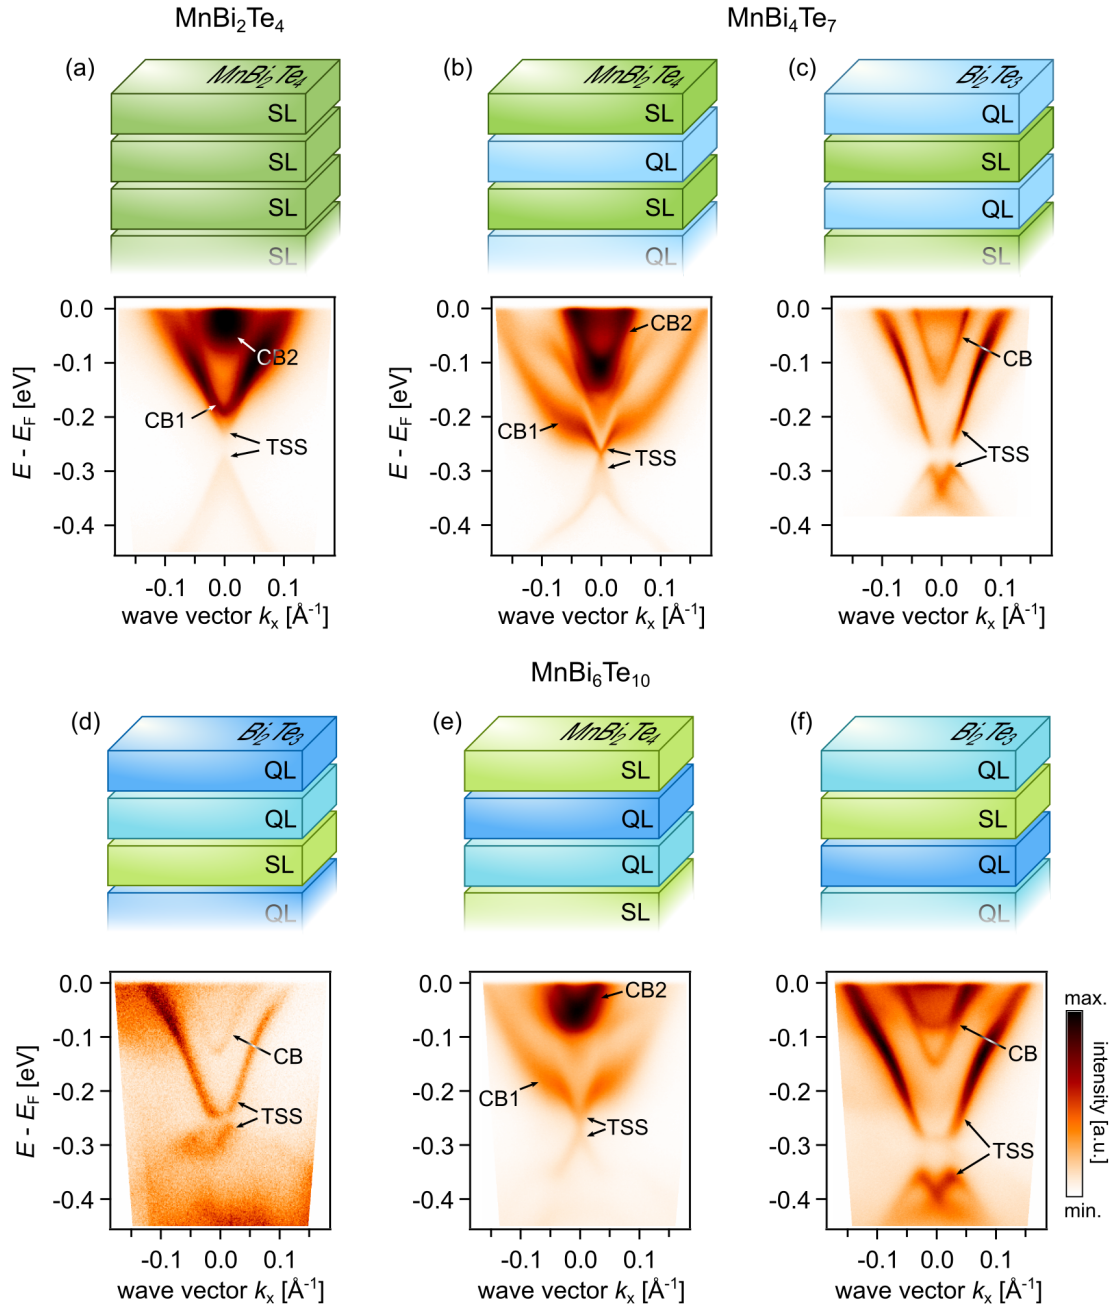 MnBi2Te4
MnBi4Te7
(a)
MnBi2Te4
SL
SL
SL
SL
(b)
MnBi2Te4
SL
QL
SL
QL
(c)
Bi2Te3
QL
SL
QL
SL
E - EF [eV]
0.0
-0.1
-0.2
-0.3
-0.4
CB2
CB1
TSS
-0.1 0.0 0.1
wave vector kx [Å-1]
E - EF [eV]
0.0
-0.1
-0.2
-0.3
-0.4
CB2
CB1
TSS
-0.1 0.0 0.1
wave vector kx [Å-1]
0.0
-0.1
-0.2
-0.3
-0.4
CB
TSS
-0.1 0.0 0.1
wave vector kx [Å-1]
MnBi6Te10
(d)
Bi2Te3
QL
QL
SL
QL
(e)
MnBi2Te4
SL
QL
QL
SL
(f)
Bi2Te3
QL
SL
QL
QL
E - EF [eV]
0.0
-0.1
-0.2
-0.3
-0.4
CB
TSS
-0.1 0.0 0.1
wave vector kx [Å-1]
0.0
-0.1
-0.2
-0.3
-0.4
CB2
CB1
TSS
-0.1 0.0 0.1
wave vector kx [Å-1]
0.0
-0.1
-0.2
-0.3
-0.4
CB
TSS
-0.1 0.0 0.1
wave vector kx [Å-1]
max.
intensity [a.u.]
min.